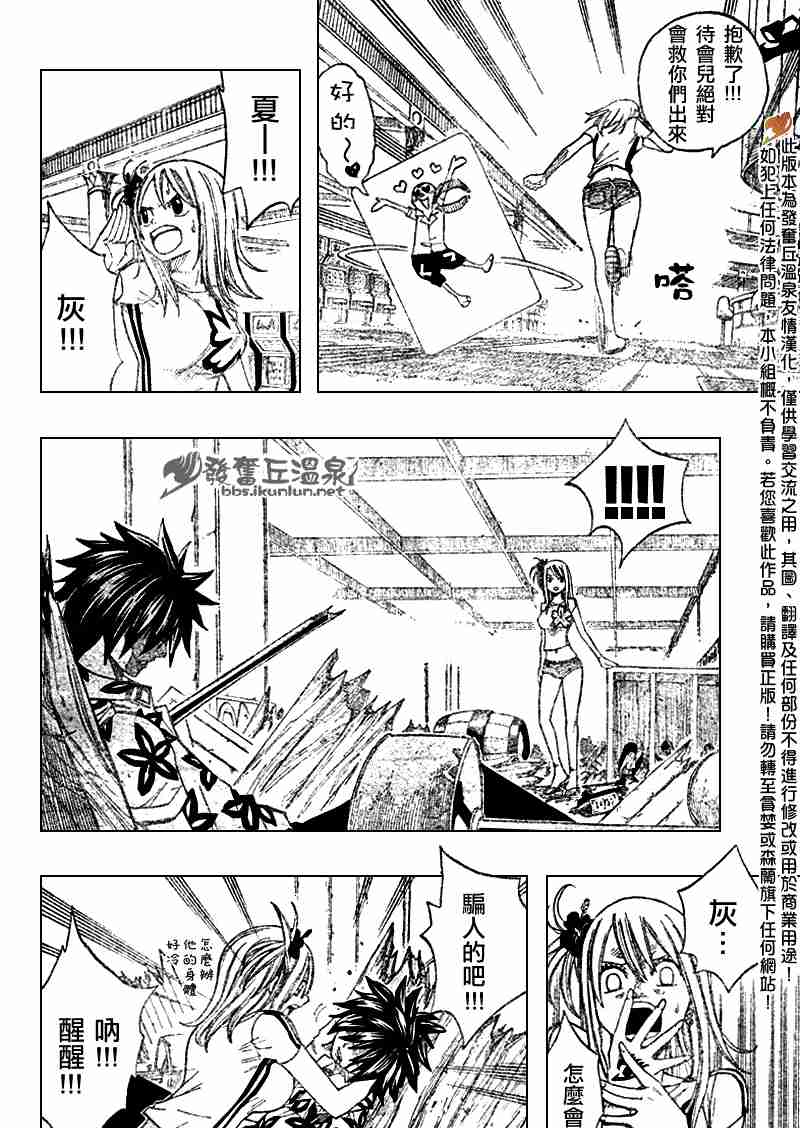 抱歉了!!!
待會兒絕對
會救你們出來
好的～
嗒
夏—!!!
灰!!!
發奮丘溫泉
bbs.ikunlun.net
!!!!
灰…
怎麼會
騙人的吧!!!
怎麼辦
他的身體
好冷
吶!!!
醒醒!!!
此版本為發奮丘溫泉友情漢化，僅供學習交流之用，其圖、翻譯及任何部份不得進行修改或用於商業用途！
如犯上任何法律問題，本小組概不負責。若您喜歡此作品，請購買正版！請勿轉至貪婪或森蘭旗下任何網站！